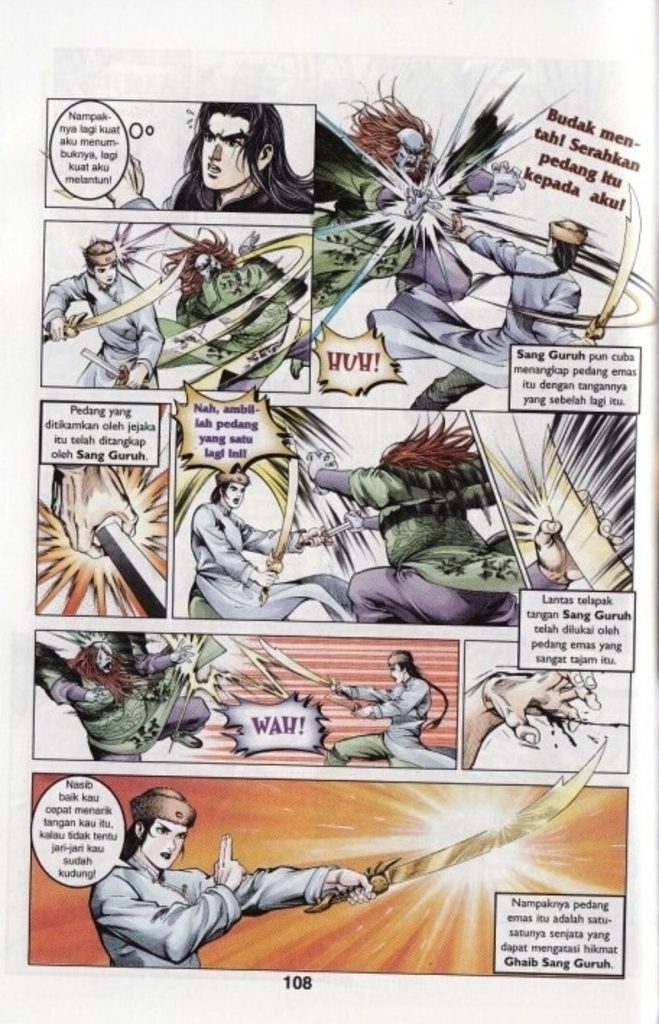 Nampak-
nya lagi kuat
aku menum-
buknya, lagi
kuat aku
melantun!
Budak men-
tah! Serahkan
pedang itu
kepada aku!
HUH!
Sang Guruh pun cuba
menangkap pedang emas
itu dengan tangannya
yang sebelah lagi itu.
Pedang yang
ditikamkan oleh jejaka
itu telah ditangkap
oleh Sang Guruh.
Nah, ambil-
lah pedang
yang satu
lagi ini!
Lantas telapak
tangan Sang Guruh
telah dilukai oleh
pedang emas yang
sangat tajam itu.
WAH!
Nasib
baik kau
cepat menarik
tangan kau itu,
kalau tidak tentu
jari-jari kau
sudah
kudung!
Nampaknya pedang
emas itu adalah satu-
satunya senjata yang
dapat mengatasi hikmat
Ghaib Sang Guruh.
108